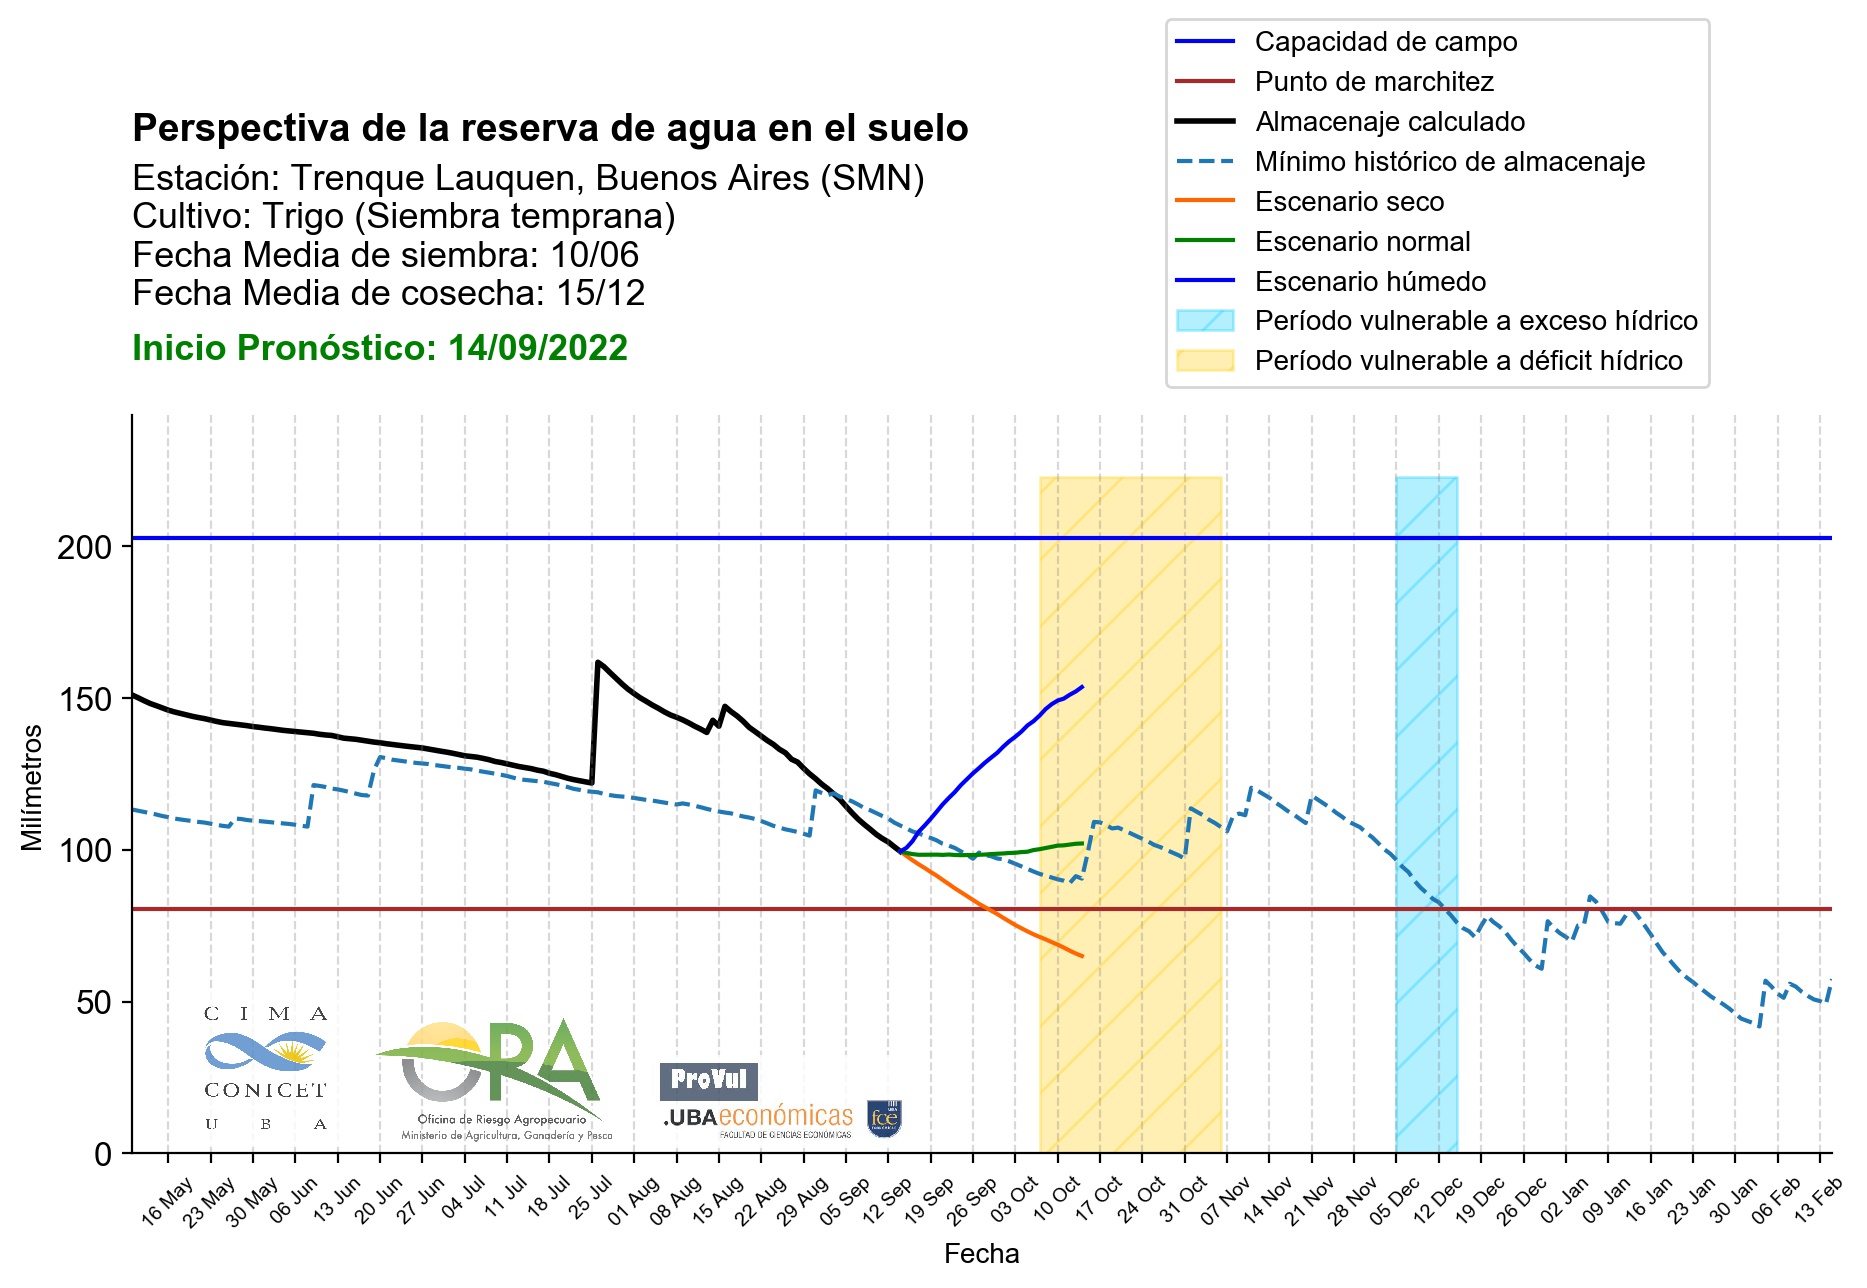 Capacidad de campo
Punto de marchitez
Almacenaje calculado
Mínimo histórico de almacenaje
Escenario seco
Escenario normal
Escenario húmedo
Período vulnerable a exceso hídrico
Período vulnerable a déficit hídrico
Perspectiva de la reserva de agua en el suelo
Estación: Trenque Lauquen, Buenos Aires (SMN)
Cultivo: Trigo (Siembra temprana)
Fecha Media de siembra: 10/06
Fecha Media de cosecha: 15/12
Inicio Pronóstico: 14/09/2022
Milímetros
200
150
100
50
0
CIMA
CONICET
UBA
ORA
Oficina de Riesgo Agropecuario
Ministerio de Agricultura, Ganadería y Pesca
ProVul
.UBAeconómicas
FACULTAD DE CIENCIAS ECONÓMICAS
UBA
fce
ECONÓMICAS
16 May
23 May
30 May
06 Jun
13 Jun
20 Jun
27 Jun
04 Jul
11 Jul
18 Jul
25 Jul
01 Aug
08 Aug
15 Aug
22 Aug
29 Aug
05 Sep
12 Sep
19 Sep
26 Sep
03 Oct
10 Oct
17 Oct
24 Oct
31 Oct
07 Nov
14 Nov
21 Nov
28 Nov
05 Dec
12 Dec
19 Dec
26 Dec
02 Jan
09 Jan
16 Jan
23 Jan
30 Jan
06 Feb
13 Feb
Fecha